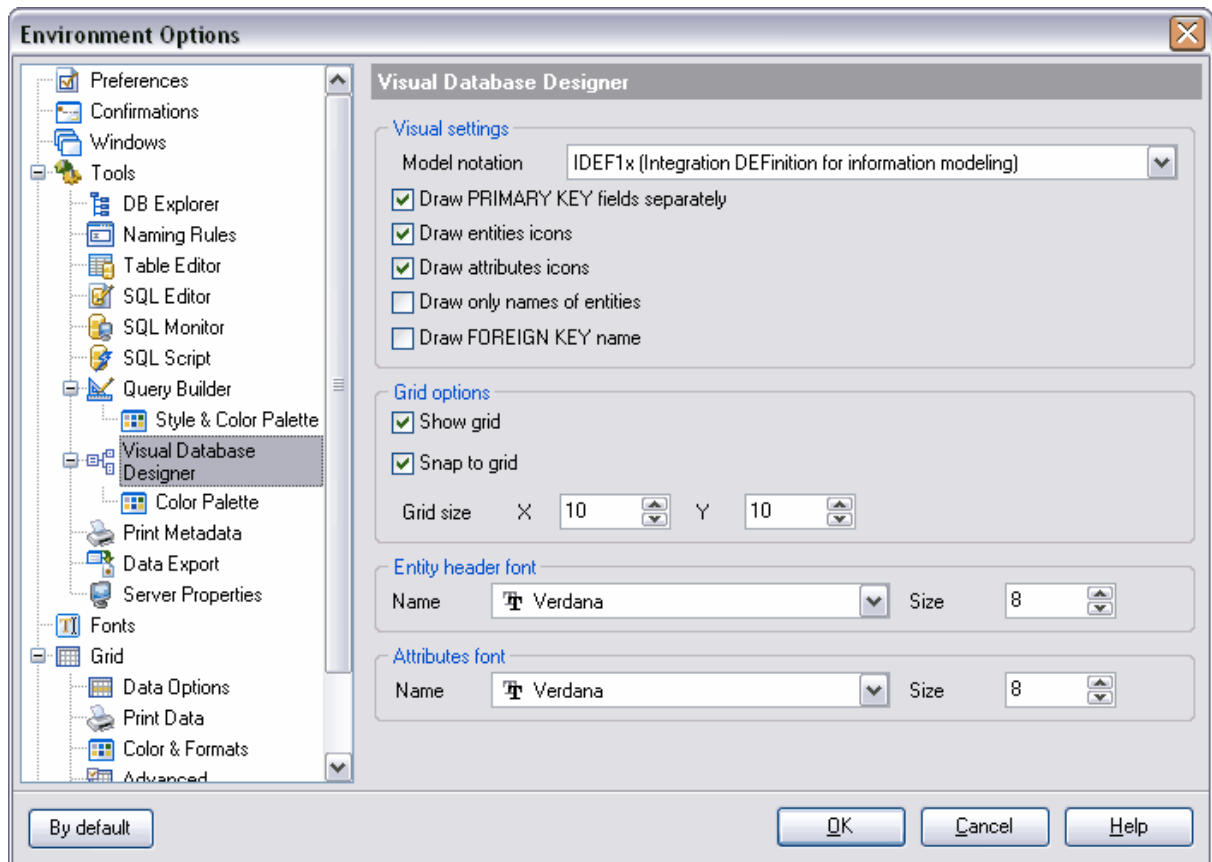 Environment Options
Preferences
Confirmations
Windows
Tools
DB Explorer
Naming Rules
Table Editor
SQL Editor
SQL Monitor
SQL Script
Query Builder
Style & Color Palette
Visual Database
Designer
Color Palette
Print Metadata
Data Export
Server Properties
Fonts
Grid
Data Options
Print Data
Color & Formats
Advanced
Visual Database Designer
Visual settings
Model notation IDEF1x (Integration DEFinition for information modeling)
Draw PRIMARY KEY fields separately
Draw entities icons
Draw attributes icons
Draw only names of entities
Draw FOREIGN KEY name
Grid options
Show grid
Snap to grid
Grid size X 10 Y 10
Entity header font
Name Verdana Size 8
Attributes font
Name Verdana Size 8
By default OK Cancel Help